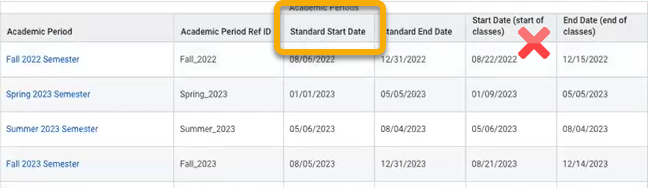 Academic Periods
Academic Period Academic Period Ref ID Standard Start Date Standard End Date Start Date (start of classes) End Date (end of classes)
Fall 2022 Semester Fall_2022 08/06/2022 12/31/2022 08/22/2022 12/15/2022
Spring 2023 Semester Spring_2023 01/01/2023 05/05/2023 01/09/2023 05/05/2023
Summer 2023 Semester Summer_2023 05/06/2023 08/04/2023 05/06/2023 08/04/2023
Fall 2023 Semester Fall_2023 08/05/2023 12/31/2023 08/21/2023 12/14/2023